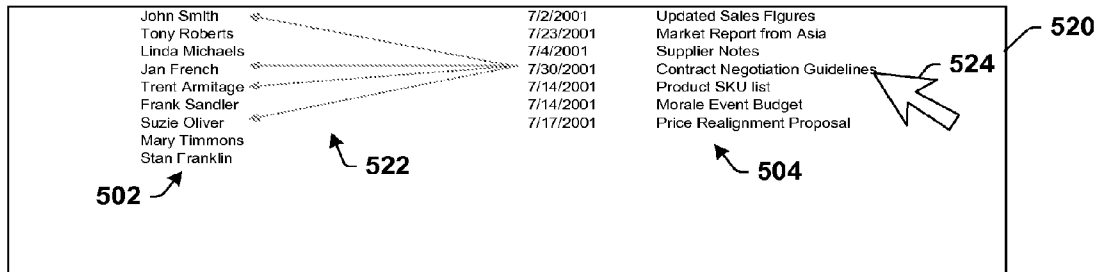 John Smith 7/2/2001 Updated Sales Figures
520
Tony Roberts 7/23/2001 Market Report from Asia
Linda Michaels 7/4/2001 Supplier Notes
Jan French 7/30/2001 Contract Negotiation Guidelines 524
Trent Armitage 7/14/2001 Product SKU list
Frank Sandler 7/14/2001 Morale Event Budget
Suzie Oliver 7/17/2001 Price Realignment Proposal
Mary Timmons
Stan Franklin
522
504
502